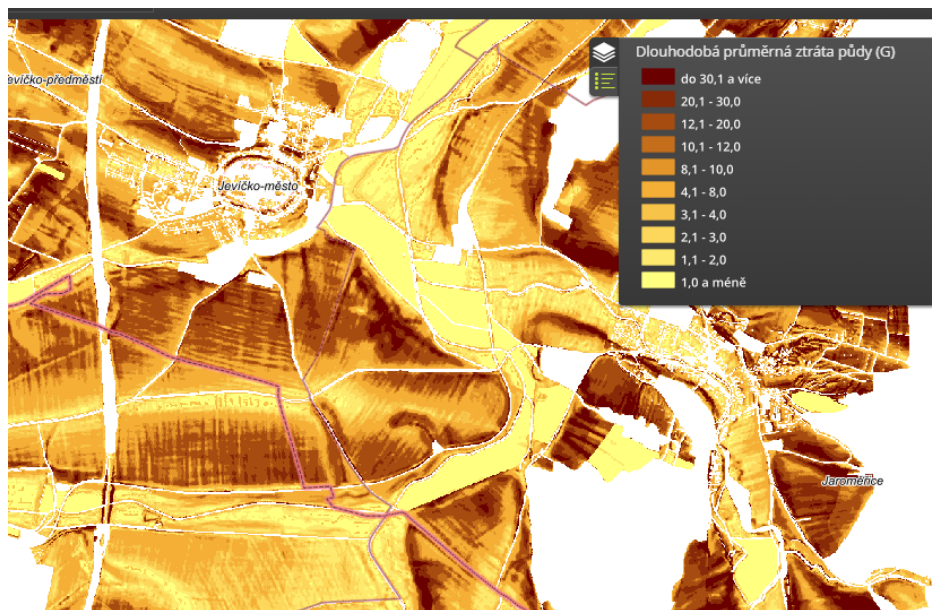 Dlouhodobá průměrná ztráta půdy (G)
do 30,1 a více
20,1 - 30,0
12,1 - 20,0
10,1 - 12,0
8,1 - 10,0
4,1 - 8,0
3,1 - 4,0
2,1 - 3,0
1,1 - 2,0
1,0 a méně
evíčko-předměstí
Jevíčko-město
Jaroměřice